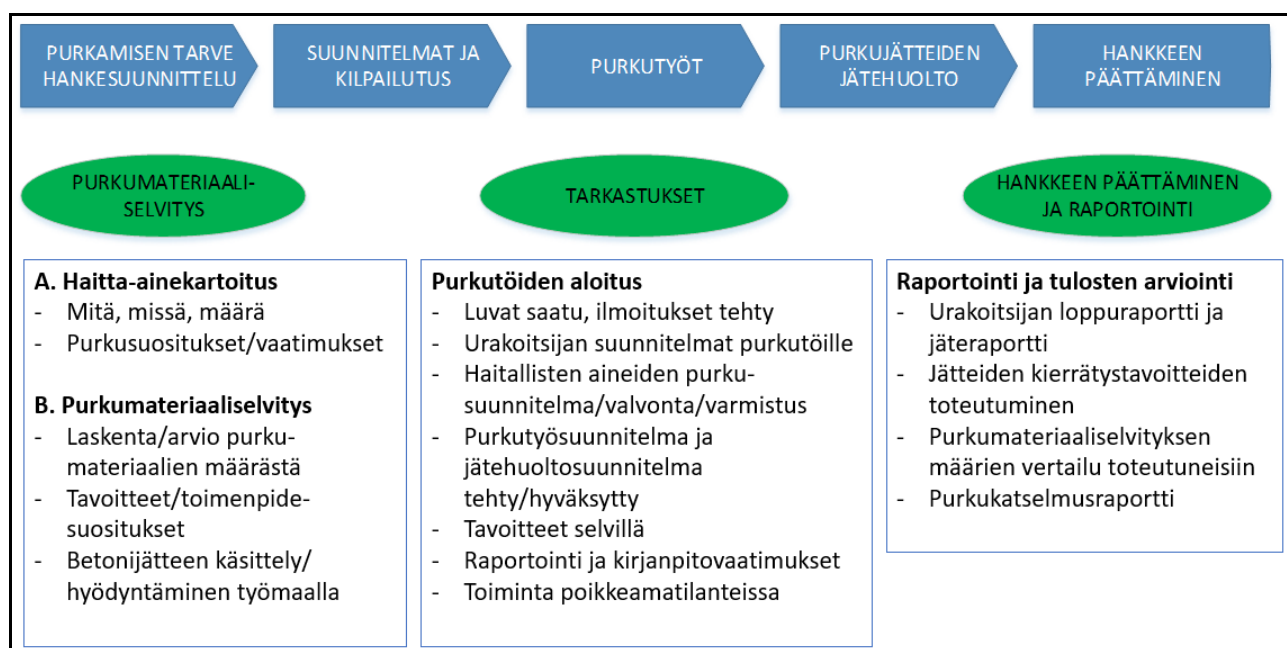 PURKAMISEN TARVE
HANKESUUNNITTELU
SUUNNITELMAT JA
KILPAILUTUS
PURKUTYÖT
PURKUJÄTTEIDEN
JÄTEHUOLTO
HANKKEEN
PÄÄTTÄMINEN
PURKUMATERIAALI-
SELVITYS
TARKASTUKSET
HANKKEEN PÄÄTTÄMINEN
JA RAPORTOINTI
A. Haitta-ainekartoitus
- Mitä, missä, määrä
- Purkusuositukset/vaatimukset
B. Purkumateriaaliselvitys
- Laskenta/arvio purku-
materiaalien määrästä
- Tavoitteet/toimenpide-
suositukset
- Betonijätteen käsittely/
hyödyntäminen työmaalla
Purkutöiden aloitus
- Luvat saatu, ilmoitukset tehty
- Urakoitsijan suunnitelmat purkutöille
- Haitallisten aineiden purku-
suunnitelma/valvonta/varmistus
- Purkutyösuunnitelma ja
jätehuoltosuunnitelma
tehty/hyväksytty
- Tavoitteet selvillä
- Raportointi ja kirjanpitovaatimukset
- Toiminta poikkeamatilanteissa
Raportointi ja tulosten arviointi
- Urakoitsijan loppuraportti ja
jäteraportti
- Jätteiden kierrätystavoitteiden
toteutuminen
- Purkumateriaaliselvityksen
määrien vertailu toteutuneisiin
- Purkukatselmusraportti